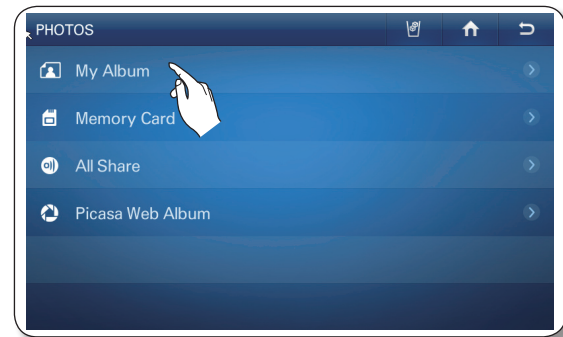 PHOTOS
My Album
Memory Card
All Share
Picasa Web Album